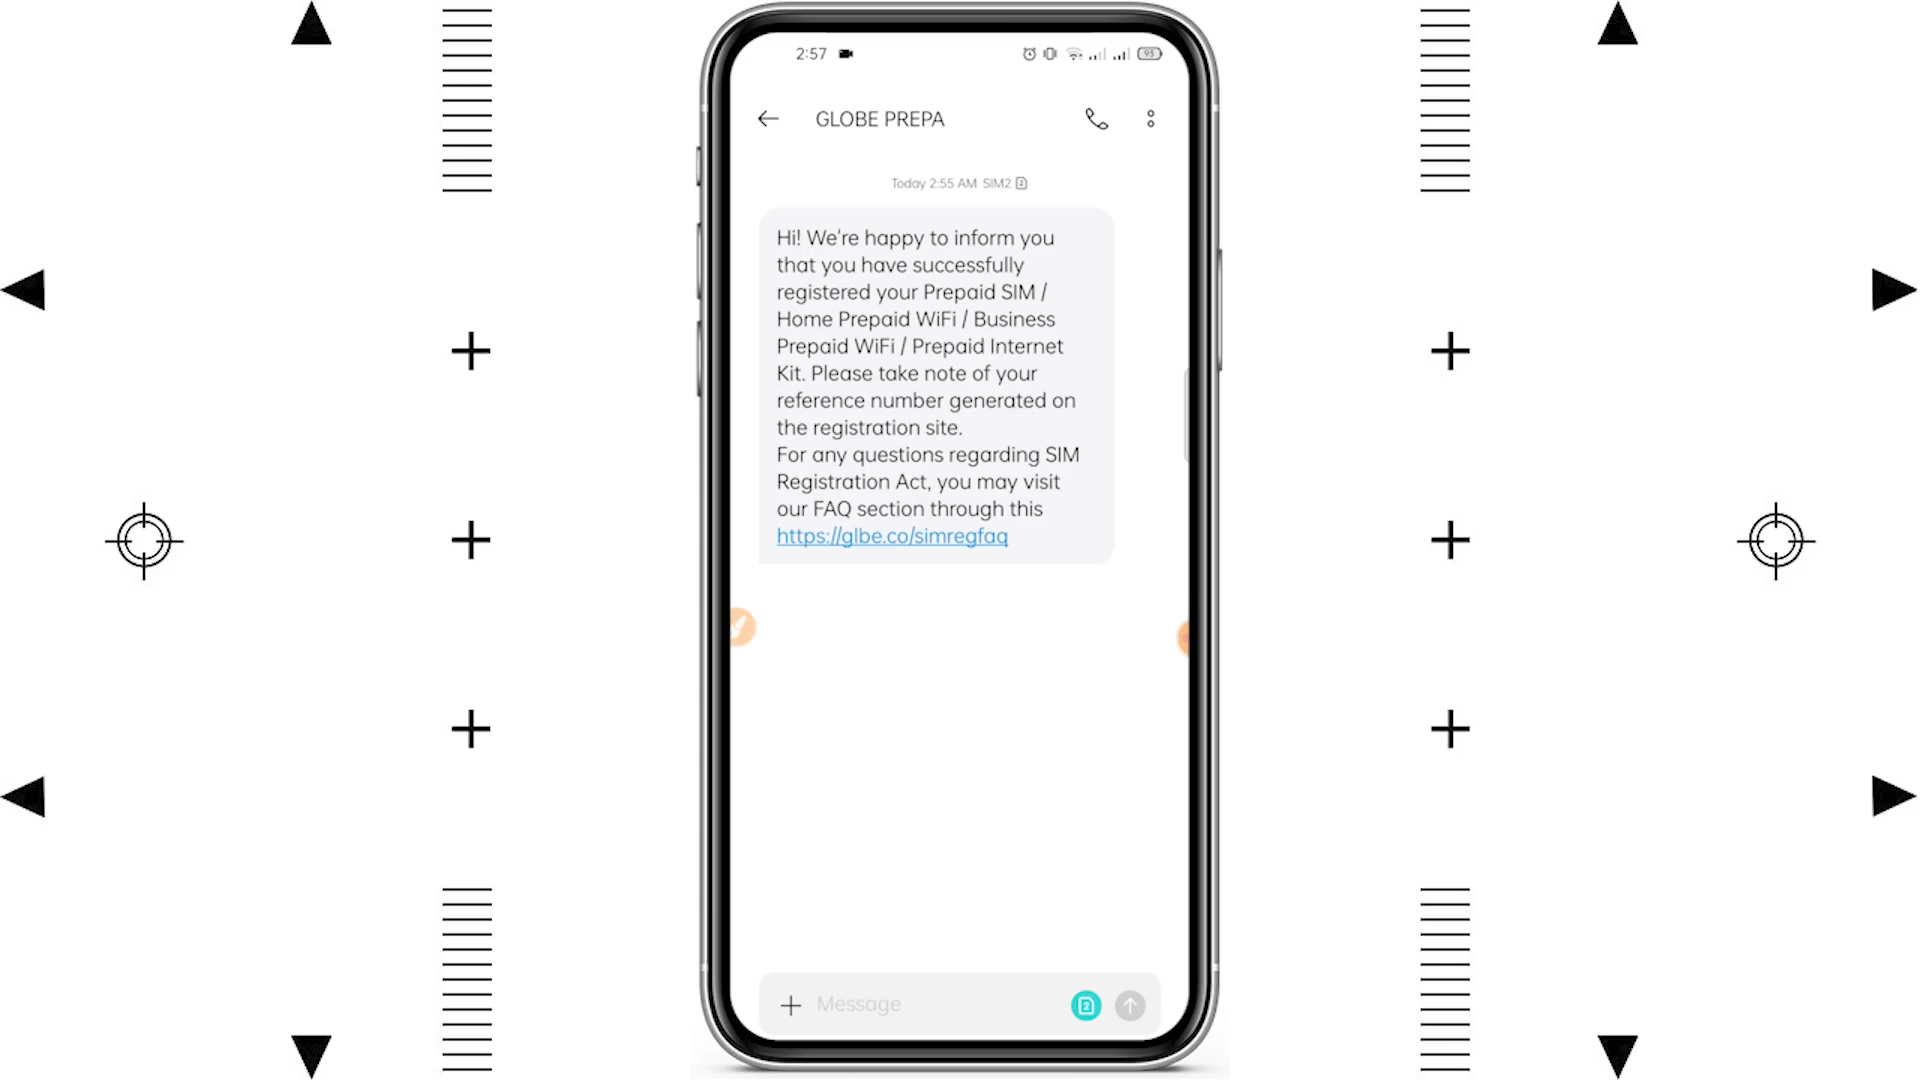 2:57
93
GLOBE PREPA
Today 2:55 AM SIM2 2
Hi! We're happy to inform you
that you have successfully
registered your Prepaid SIM /
Home Prepaid WiFi / Business
Prepaid WiFi / Prepaid Internet
Kit. Please take note of your
reference number generated on
the registration site.
For any questions regarding SIM
Registration Act, you may visit
our FAQ section through this
https://glbe.co/simregfaq
Message
2